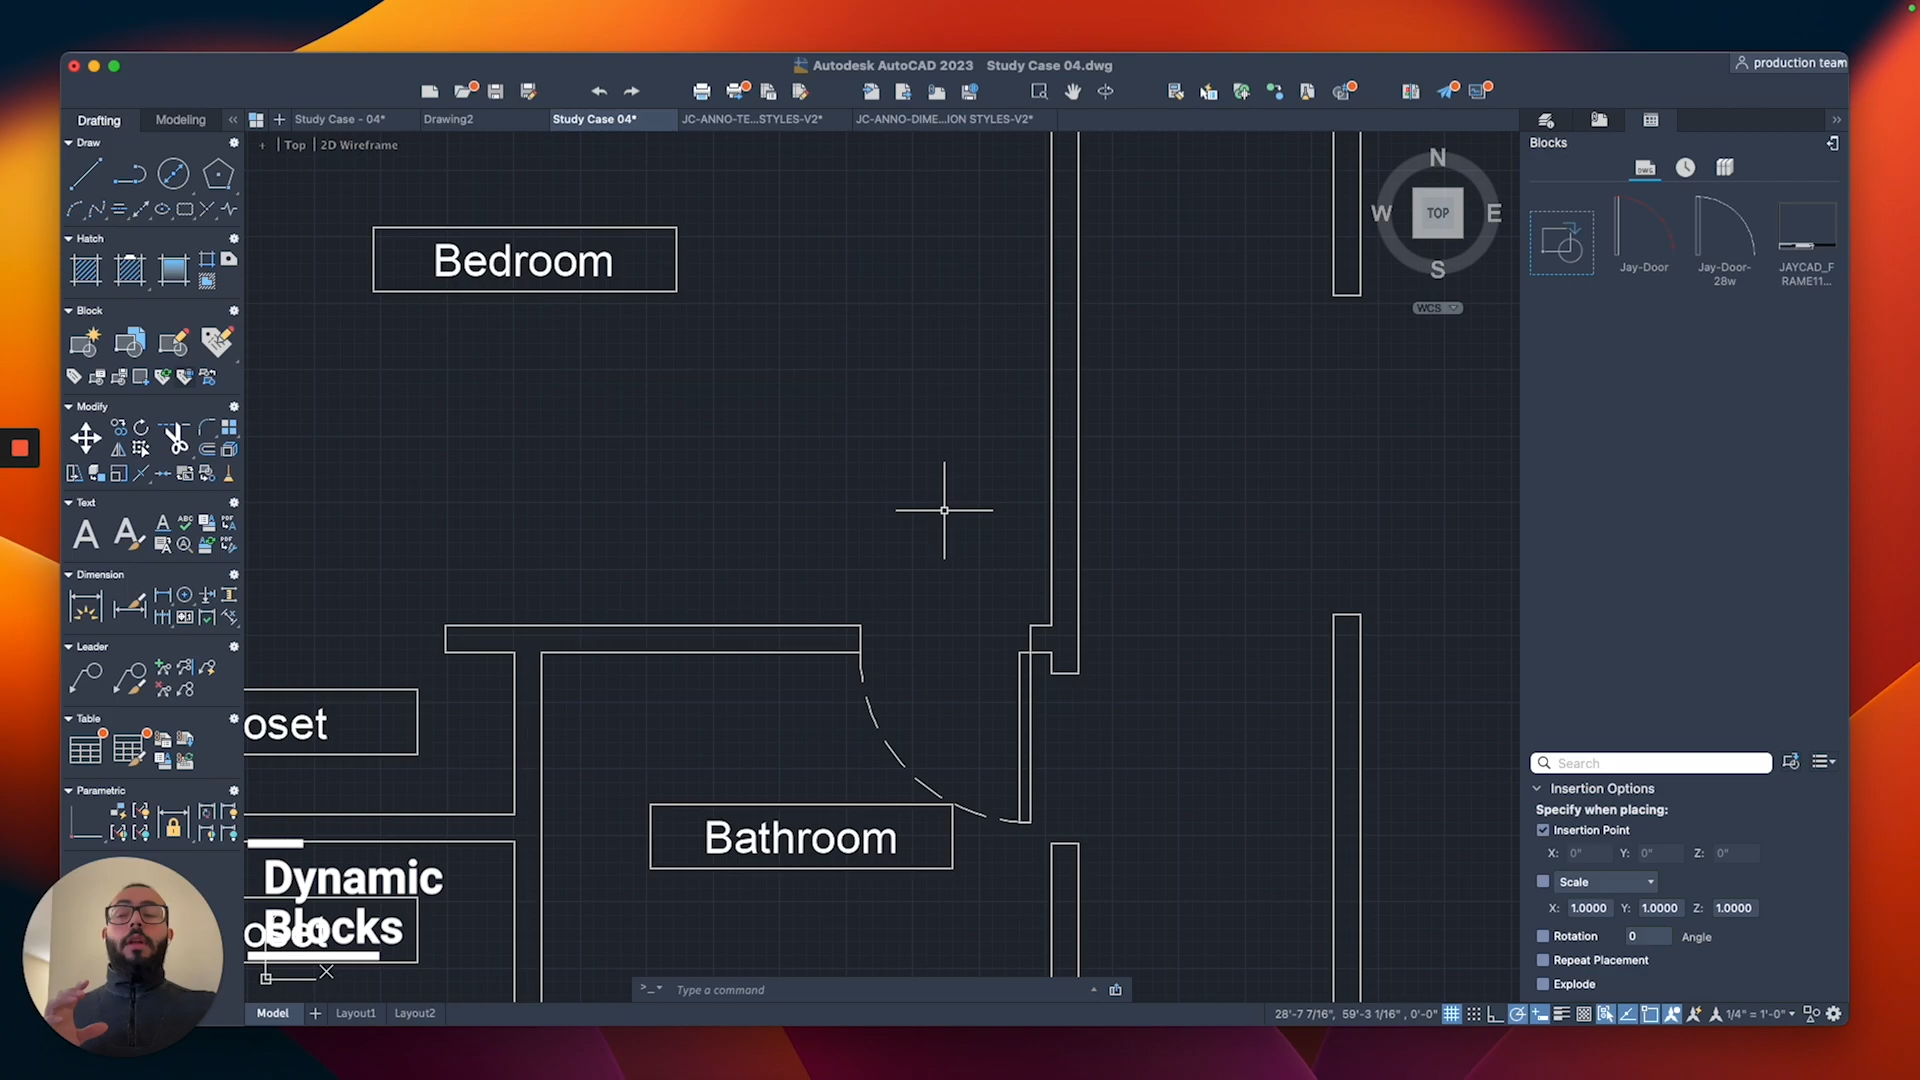 Autodesk AutoCAD 2023 Study Case 04.dwg
production team
Drafting
Modeling
Study Case - 04*
Drawing2
Study Case 04*
JC-ANNO-TE...STYLES-V2*
JC-ANNO-DIME...ION STYLES-V2*
Draw
Hatch
Block
Modify
Text
Dimension
Leader
Table
Parametric
+ | Top | 2D Wireframe
Bedroom
oset
Bathroom
Dynamic
Blocks
oset
X
N
W
TOP
E
S
WCS
Blocks
DWG
Jay-Door
Jay-Door-
28w
JAYCAD_F
RAME11...
Search
Insertion Options
Specify when placing:
Insertion Point
X: 0" Y: 0" Z: 0"
Scale
X: 1.0000 Y: 1.0000 Z: 1.0000
Rotation 0 Angle
Repeat Placement
Explode
>_ Type a command
Model
+
Layout1
Layout2
28'-7 7/16", 59'-3 1/16" , 0'-0"
1/4" = 1'-0"